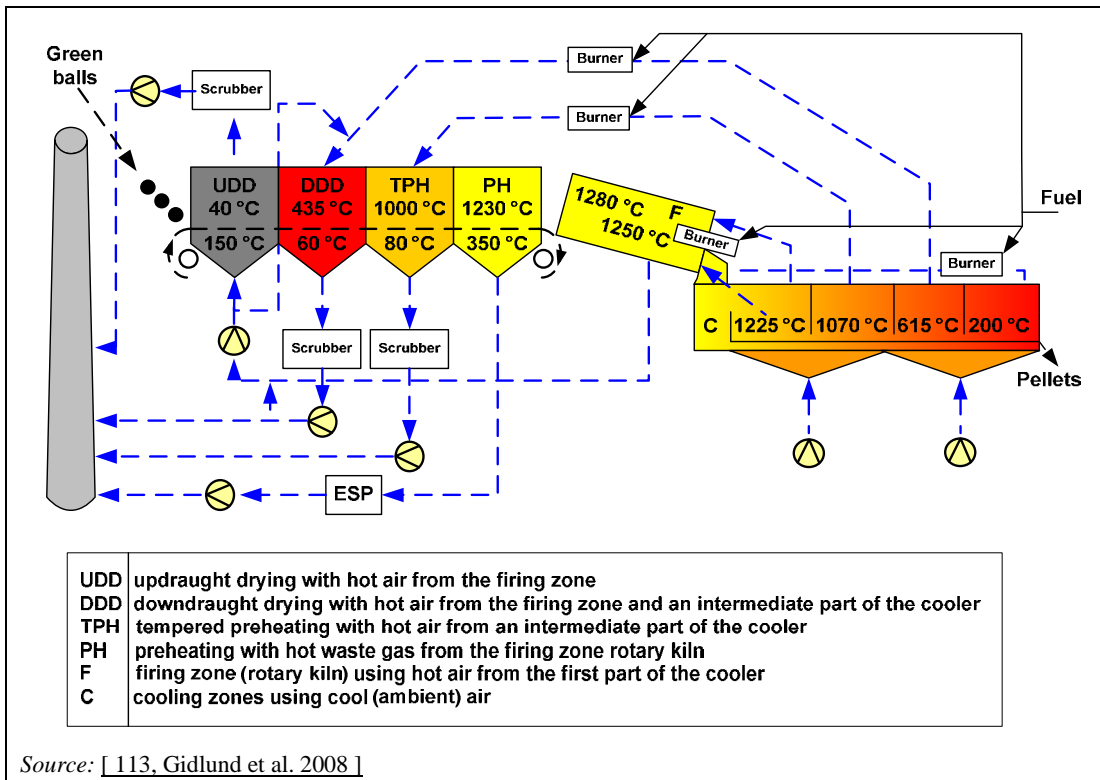 Green
balls
Scrubber
Burner
Burner
UDD
40 °C
150 °C
DDD
435 °C
60 °C
TPH
1000 °C
80 °C
PH
1230 °C
350 °C
1280 °C F
1250 °C
Burner
Fuel
Burner
C 1225 °C 1070 °C 615 °C 200 °C
Pellets
Scrubber
Scrubber
ESP
UDD updraught drying with hot air from the firing zone
DDD downdraught drying with hot air from the firing zone and an intermediate part of the cooler
TPH tempered preheating with hot air from an intermediate part of the cooler
PH preheating with hot waste gas from the firing zone rotary kiln
F firing zone (rotary kiln) using hot air from the first part of the cooler
C cooling zones using cool (ambient) air
Source: [ 113, Gidlund et al. 2008 ]